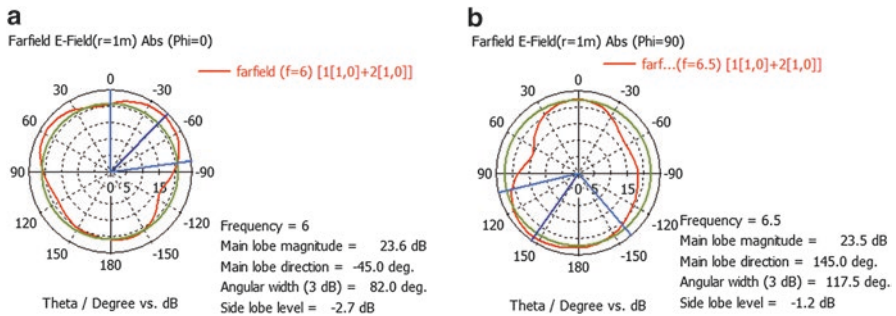 a
Farfield E-Field(r=1m) Abs (Phi=0)
farfield (f=6) [1[1,0]+2[1,0]]
0
30 -30
60 -60
90 0 5 15 -90
120 -120
150 -150
180
Frequency = 6
Main lobe magnitude = 23.6 dB
Main lobe direction = -45.0 deg.
Angular width (3 dB) = 82.0 deg.
Side lobe level = -2.7 dB
Theta / Degree vs. dB
b
Farfield E-Field(r=1m) Abs (Phi=90)
farf...(f=6.5) [1[1,0]+2[1,0]]
0
30 -30
60 -60
90 0 5 15 -90
120 -120
150 -150
180
Frequency = 6.5
Main lobe magnitude = 23.5 dB
Main lobe direction = 145.0 deg.
Angular width (3 dB) = 117.5 deg.
Side lobe level = -1.2 dB
Theta / Degree vs. dB